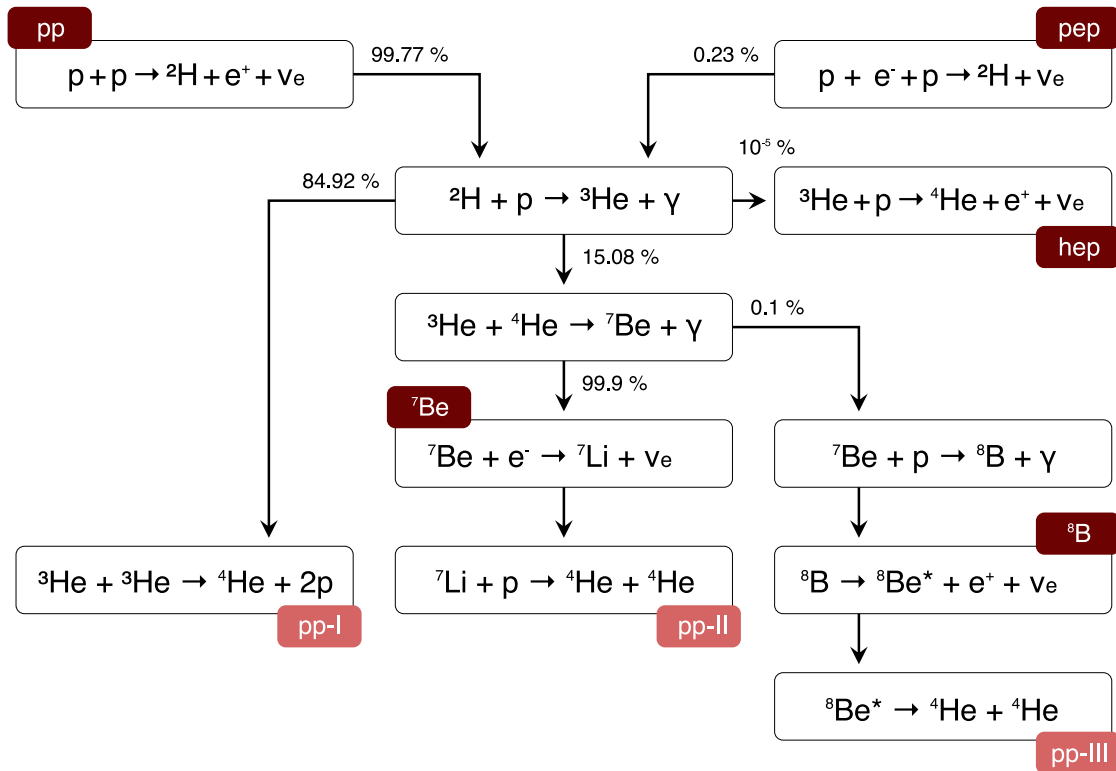 pp
pep
p + p → ²H + e⁺ + νe
99.77 %
0.23 %
p + e⁻ + p → ²H + νe
10⁻⁵ %
84.92 %
²H + p → ³He + γ
³He + p → ⁴He + e⁺ + νe
hep
15.08 %
³He + ⁴He → ⁷Be + γ
0.1 %
99.9 %
⁷Be
⁷Be + e⁻ → ⁷Li + νe
⁷Be + p → ⁸B + γ
⁸B
³He + ³He → ⁴He + 2p
⁷Li + p → ⁴He + ⁴He
⁸B → ⁸Be* + e⁺ + νe
pp-I
pp-II
⁸Be* → ⁴He + ⁴He
pp-III